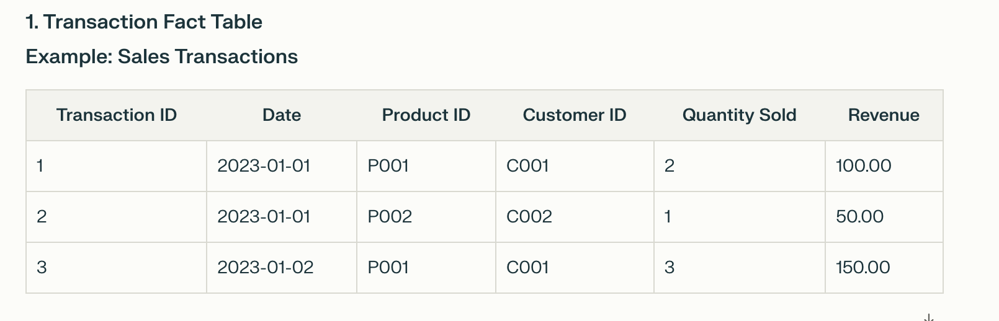 1. Transaction Fact Table
Example: Sales Transactions
Transaction ID Date Product ID Customer ID Quantity Sold Revenue
1 2023-01-01 P001 C001 2 100.00
2 2023-01-01 P002 C002 1 50.00
3 2023-01-02 P001 C001 3 150.00